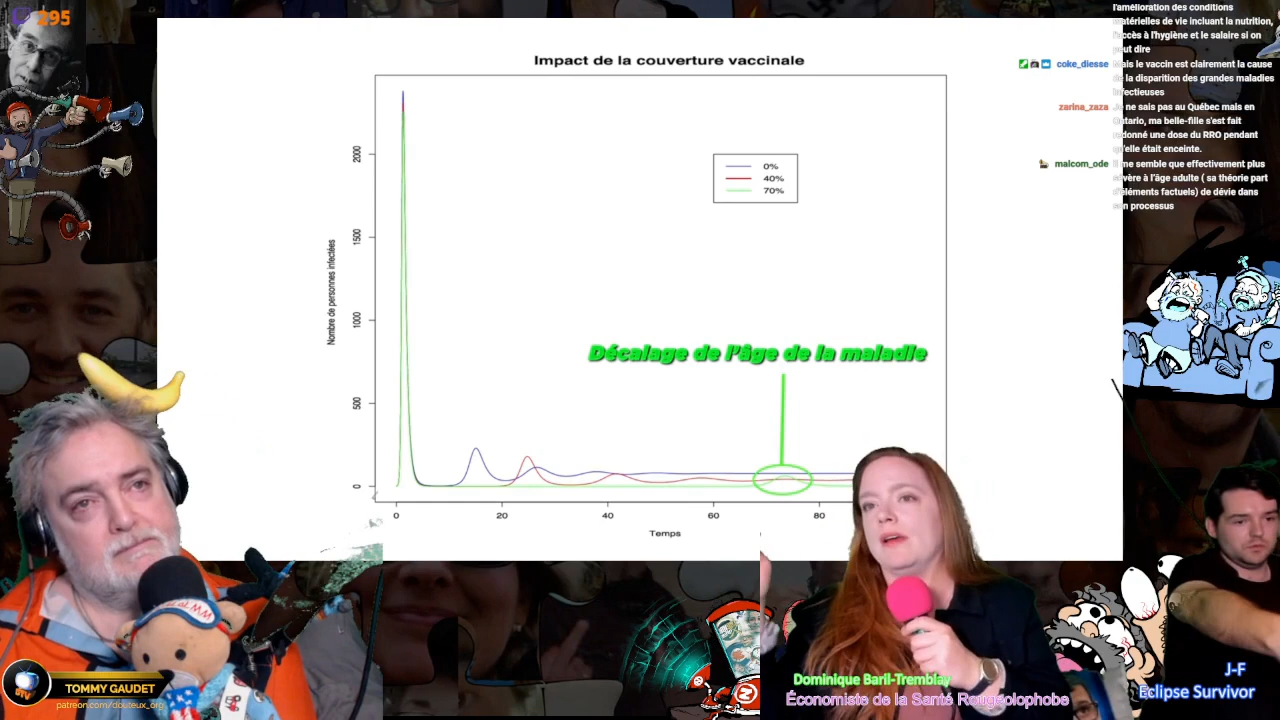 295
l'amélioration des conditions
matérielles de vie incluant la nutrition,
l'accès à l'hygiène et le salaire si on
peut dire
coke_diesse
Mais le vaccin est clairement la cause
de la disparition des grandes maladies
infectieuses
zarina_zaza
Je ne sais pas au Québec mais en
Ontario, ma belle-fille s'est fait
redonné une dose du RRO pendant
qu'elle était enceinte.
malcom_ode
Il me semble que effectivement plus
sévère à l'âge adulte ( sa théorie part
d'éléments factuels) de dévie dans
son processus
Impact de la couverture vaccinale
0%
40%
70%
Nombre de personnes infectées
2000
1500
1000
500
0
Décalage de l'âge de la maladie
0
20
40
60
80
Temps
DTV
TOMMY GAUDET
patreon.com/douteux_org
Dominique Baril-Tremblay
Économiste de la Santé Rougeolophobe
J-F
Eclipse Survivor